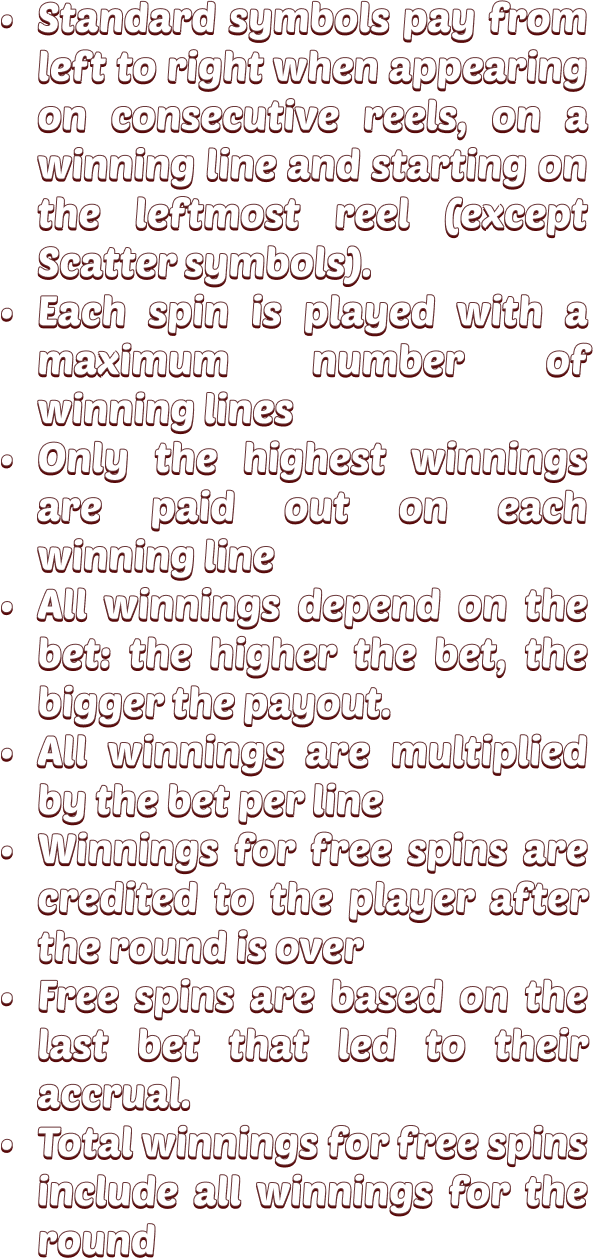 • Standard symbols pay from
left to right when appearing
on consecutive reels, on a
winning line and starting on
the leftmost reel (except
Scatter symbols).
• Each spin is played with a
maximum number of
winning lines
• Only the highest winnings
are paid out on each
winning line
• All winnings depend on the
bet: the higher the bet, the
bigger the payout.
• All winnings are multiplied
by the bet per line
• Winnings for free spins are
credited to the player after
the round is over
• Free spins are based on the
last bet that led to their
accrual.
• Total winnings for free spins
include all winnings for the
round